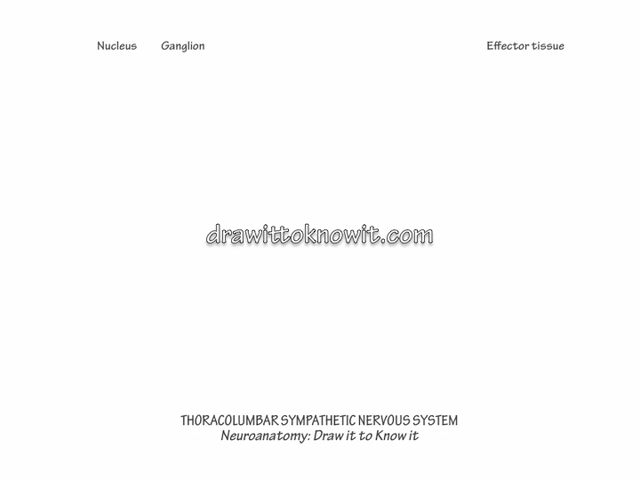 Nucleus Ganglion Effector tissue
drawittoknowit.com
THORACOLUMBAR SYMPATHETIC NERVOUS SYSTEM
Neuroanatomy: Draw it to Know it